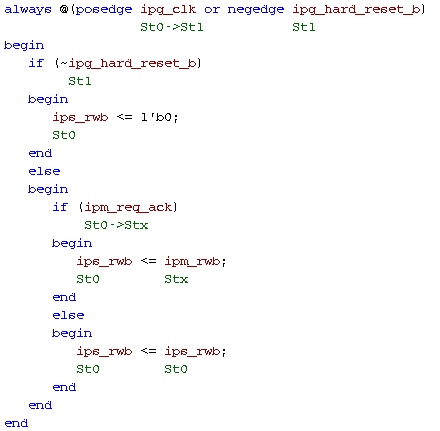 always @(posedge ipg_clk or negedge ipg_hard_reset_b)
St0->St1 St1
begin
if (~ipg_hard_reset_b)
St1
begin
ips_rwb <= 1'b0;
St0
end
else
begin
if (ipm_req_ack)
St0->Stx
begin
ips_rwb <= ipm_rwb;
St0 Stx
end
else
begin
ips_rwb <= ips_rwb;
St0 St0
end
end
end